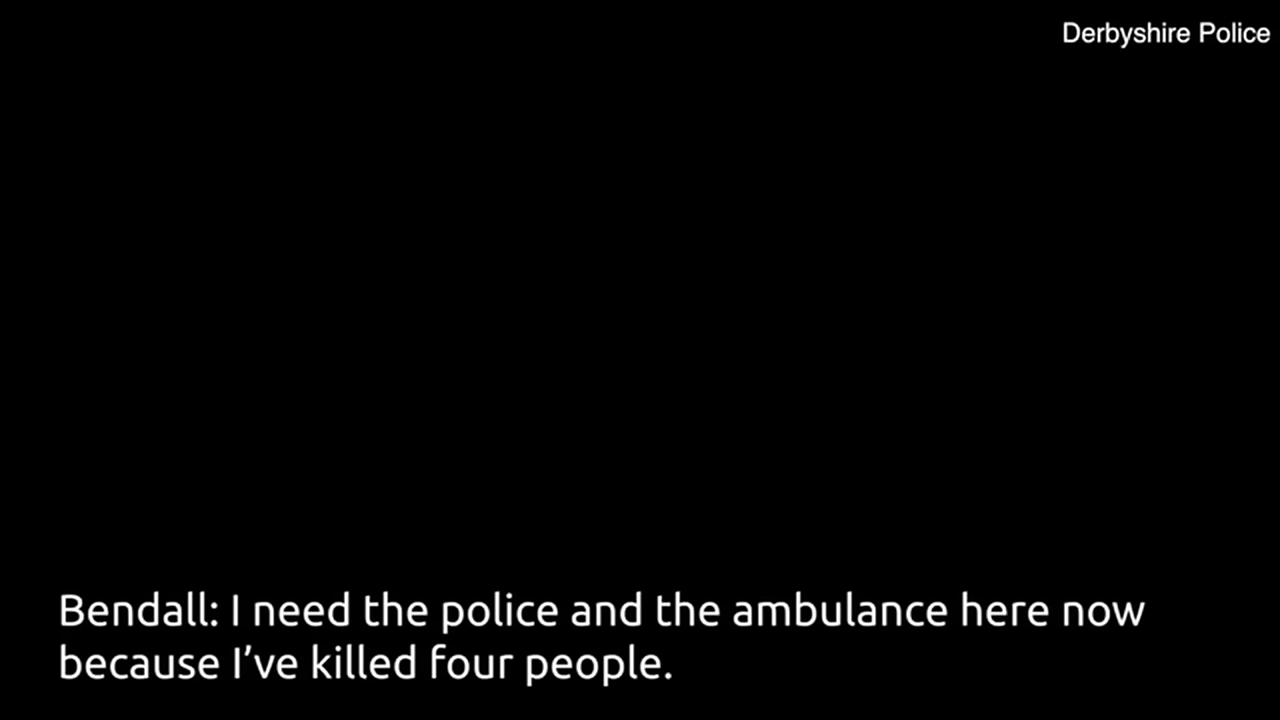 Derbyshire Police
Bendall: I need the police and the ambulance here now
because I’ve killed four people.